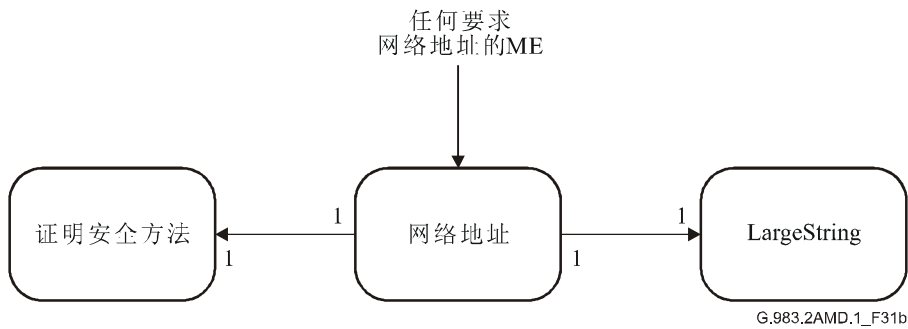 任何要求
网络地址的ME
证明安全方法
1
1
网络地址
1
1
LargeString
G.983.2AMD.1_F31b